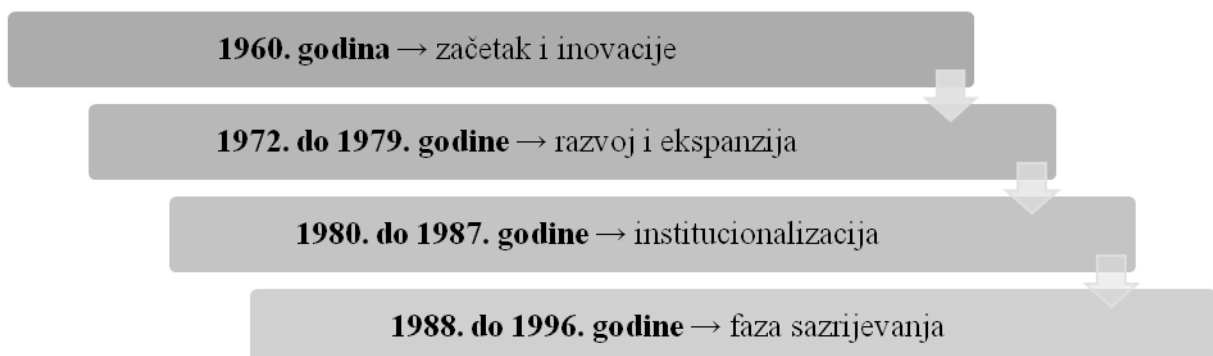 1960. godina → začetak i inovacije
1972. do 1979. godine → razvoj i ekspanzija
1980. do 1987. godine → institucionalizacija
1988. do 1996. godine → faza sazrijevanja